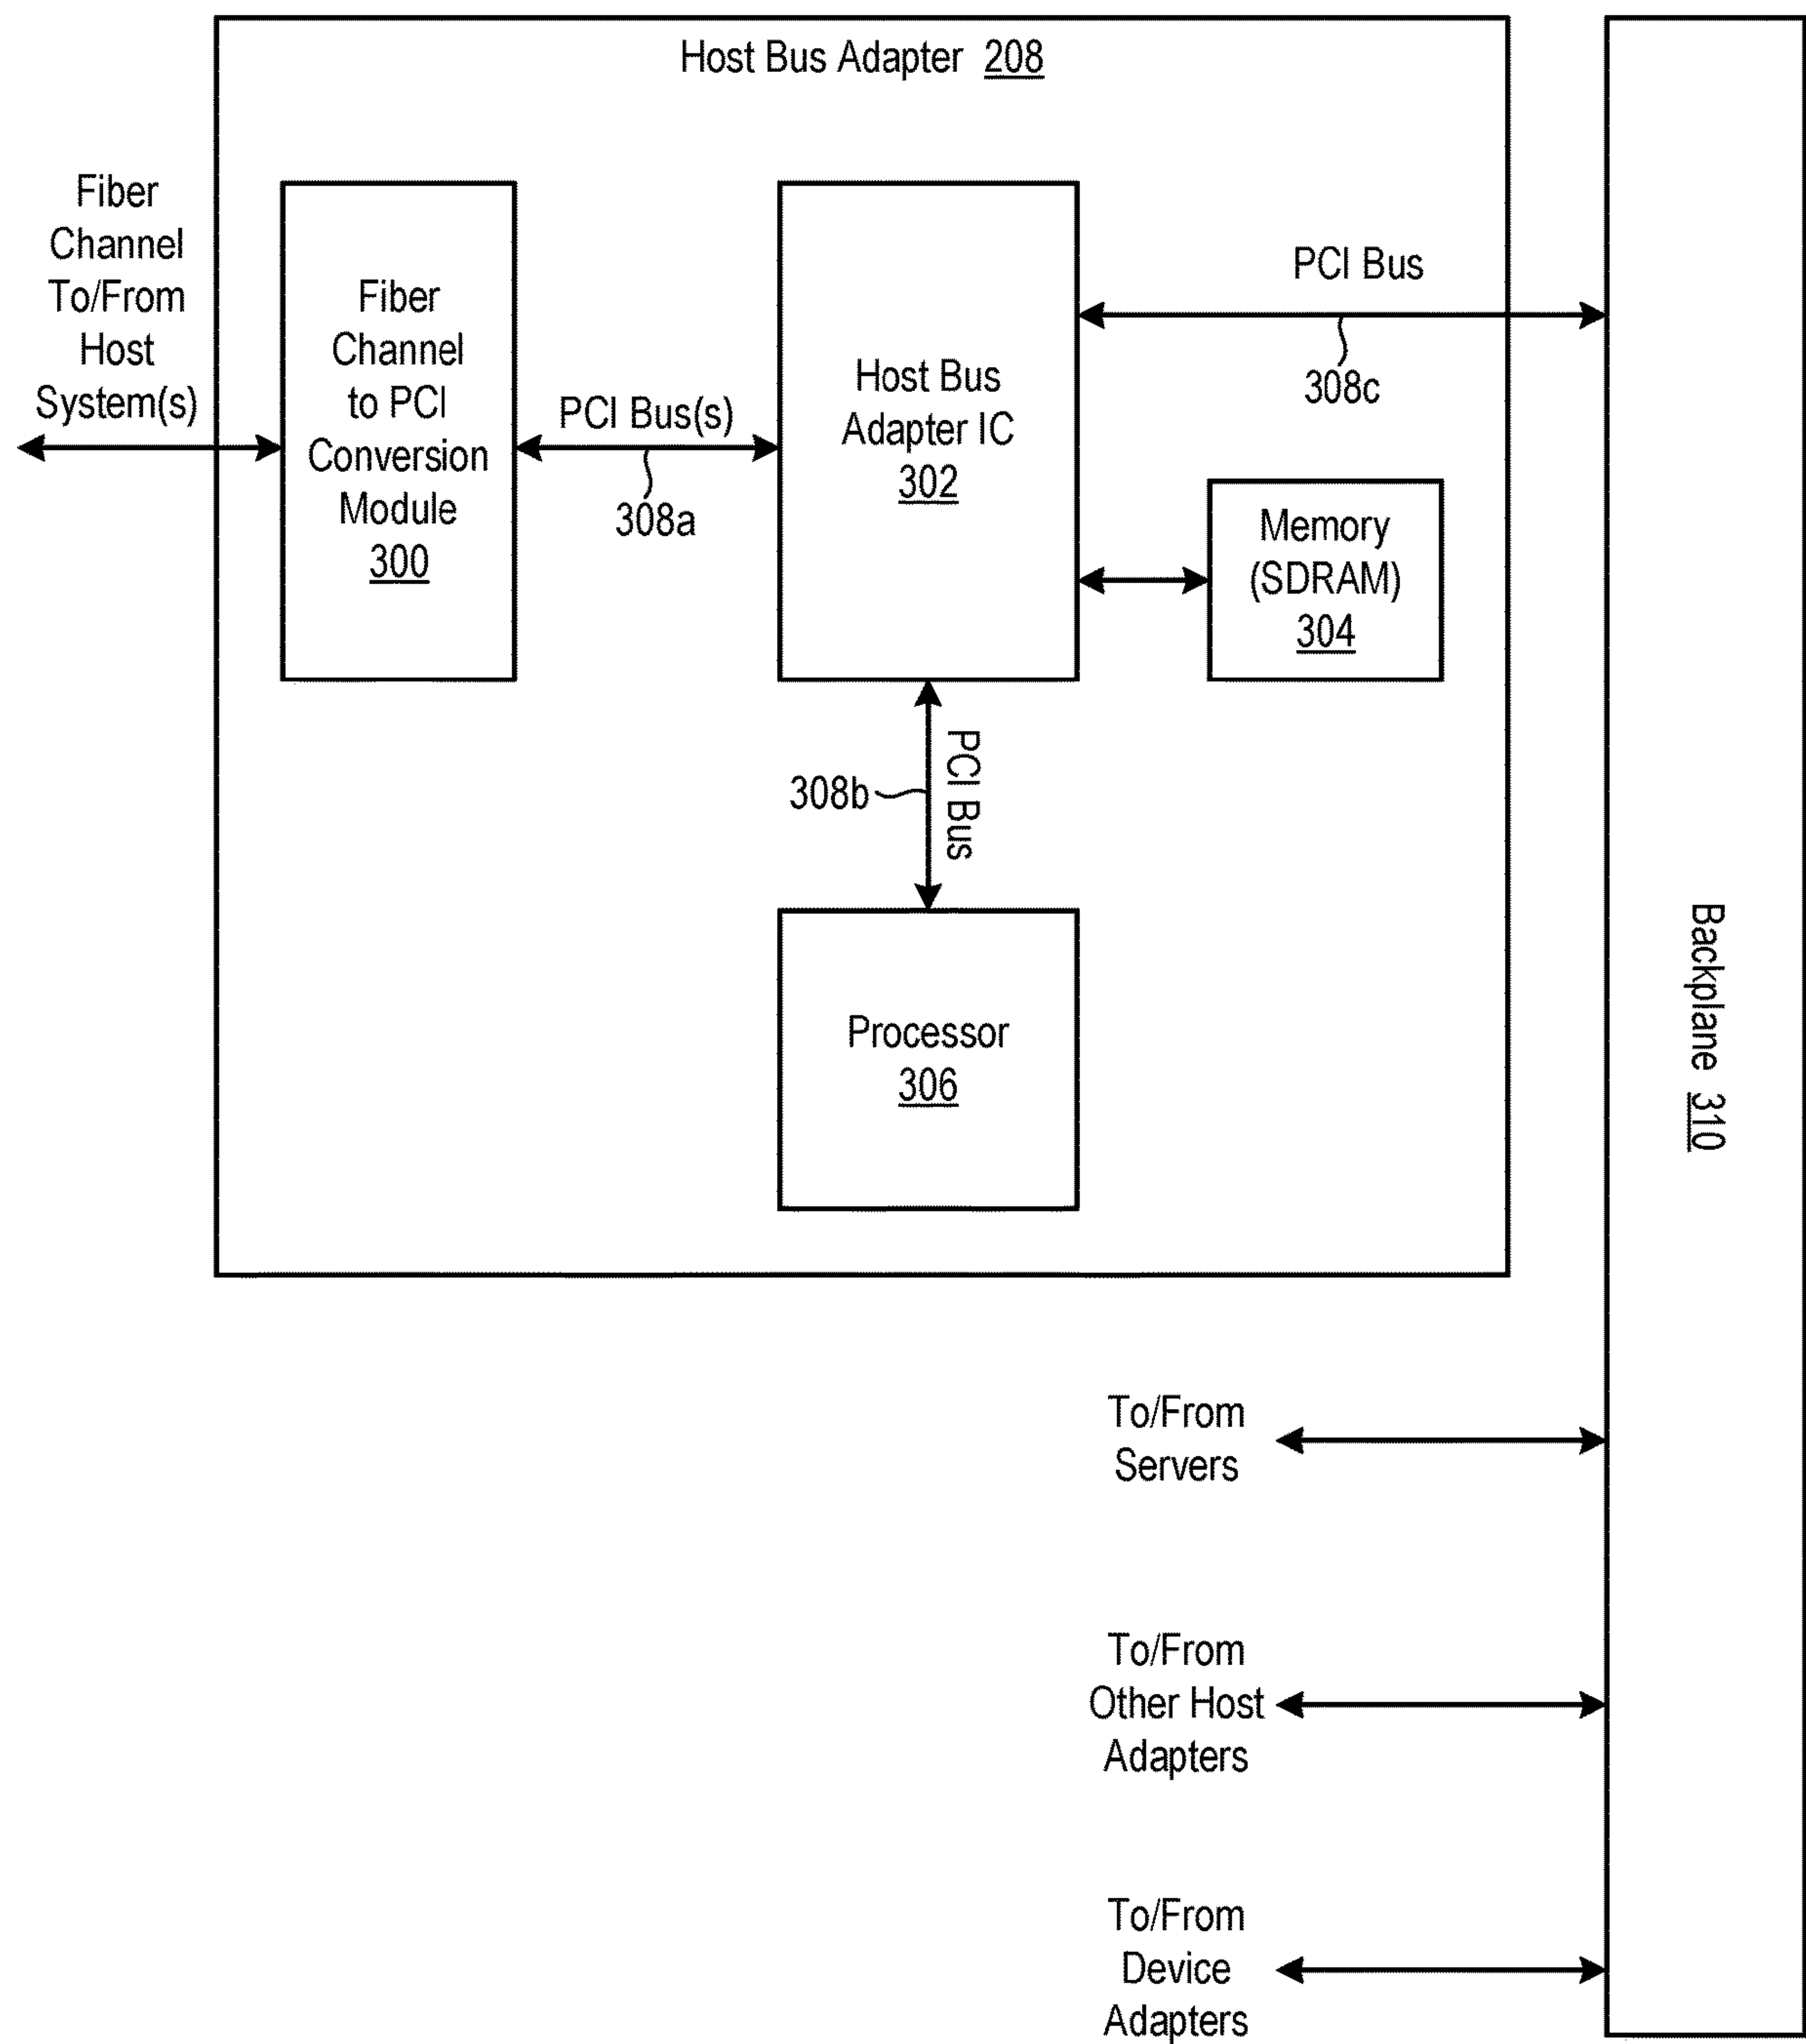 Host Bus Adapter 208
Fiber
Channel
To/From
Host
System(s)
Fiber
Channel
to PCI
Conversion
Module
300
PCI Bus(s)
308a
Host Bus
Adapter IC
302
PCI Bus
308c
Memory
(SDRAM)
304
308b
PCI Bus
Processor
306
Backplane 310
To/From
Servers
To/From
Other Host
Adapters
To/From
Device
Adapters